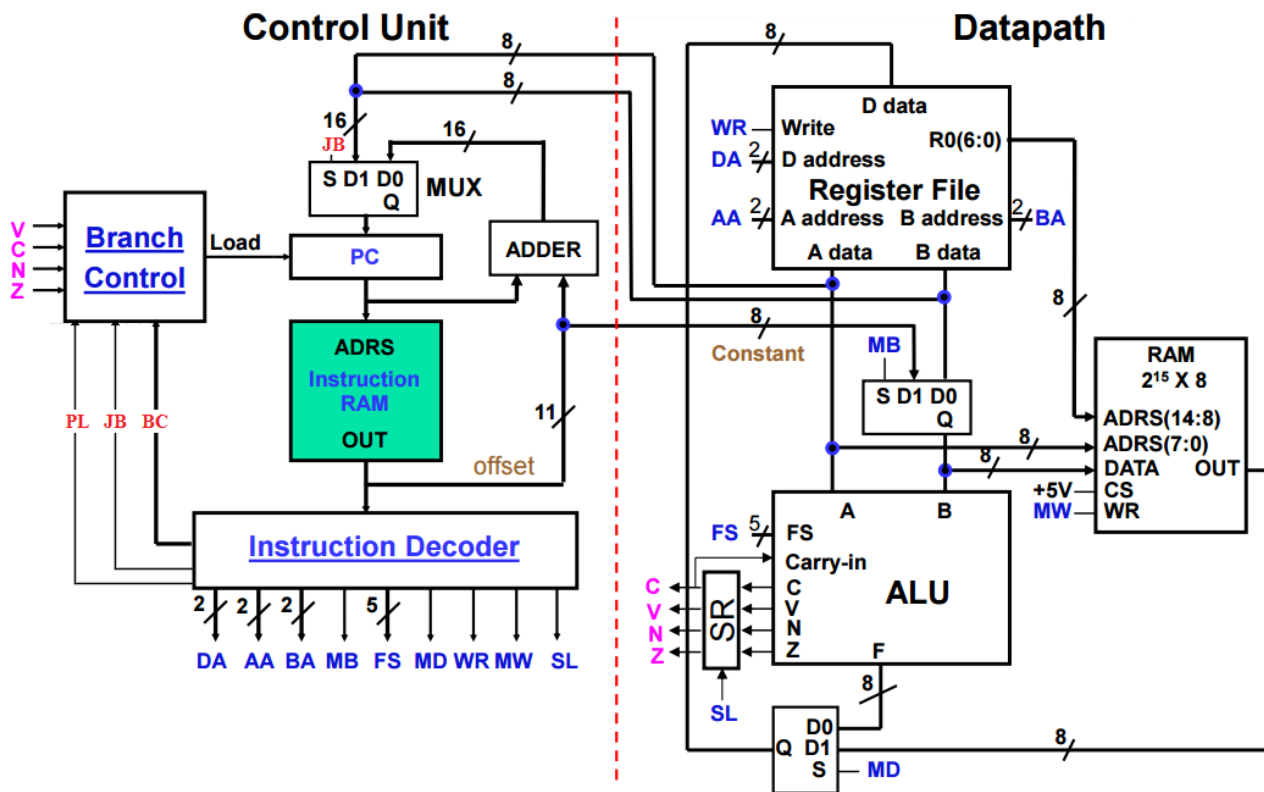 Control Unit
Datapath
8
8
8
16
JB
16
S D1 D0
Q
MUX
V
C
N
Z
Branch
Control
Load
PC
ADDER
ADRS
Instruction
RAM
OUT
PL
JB
BC
11
offset
8
Constant
Instruction Decoder
2
2
2
5
DA
AA
BA
MB
FS
MD
WR
MW
SL
D data
WR
Write
R0(6:0)
DA
2
D address
Register File
AA
2
A address
B address
2
BA
A data
B data
8
MB
S D1 D0
Q
RAM
2¹⁵ X 8
ADRS(14:8)
8
ADRS(7:0)
8
DATA
OUT
+5V
CS
MW
WR
A
B
FS
5
FS
Carry-in
ALU
C
V
N
Z
SR
C
V
N
Z
F
SL
8
D0
Q
D1
8
S
MD